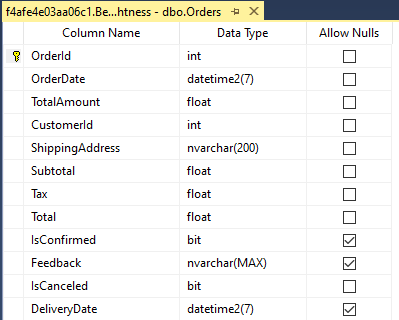 f4afe4e03aa06c1.Be...htness - dbo.Orders
Column Name Data Type Allow Nulls
OrderId int
OrderDate datetime2(7)
TotalAmount float
CustomerId int
ShippingAddress nvarchar(200)
Subtotal float
Tax float
Total float
IsConfirmed bit
Feedback nvarchar(MAX)
IsCanceled bit
DeliveryDate datetime2(7)